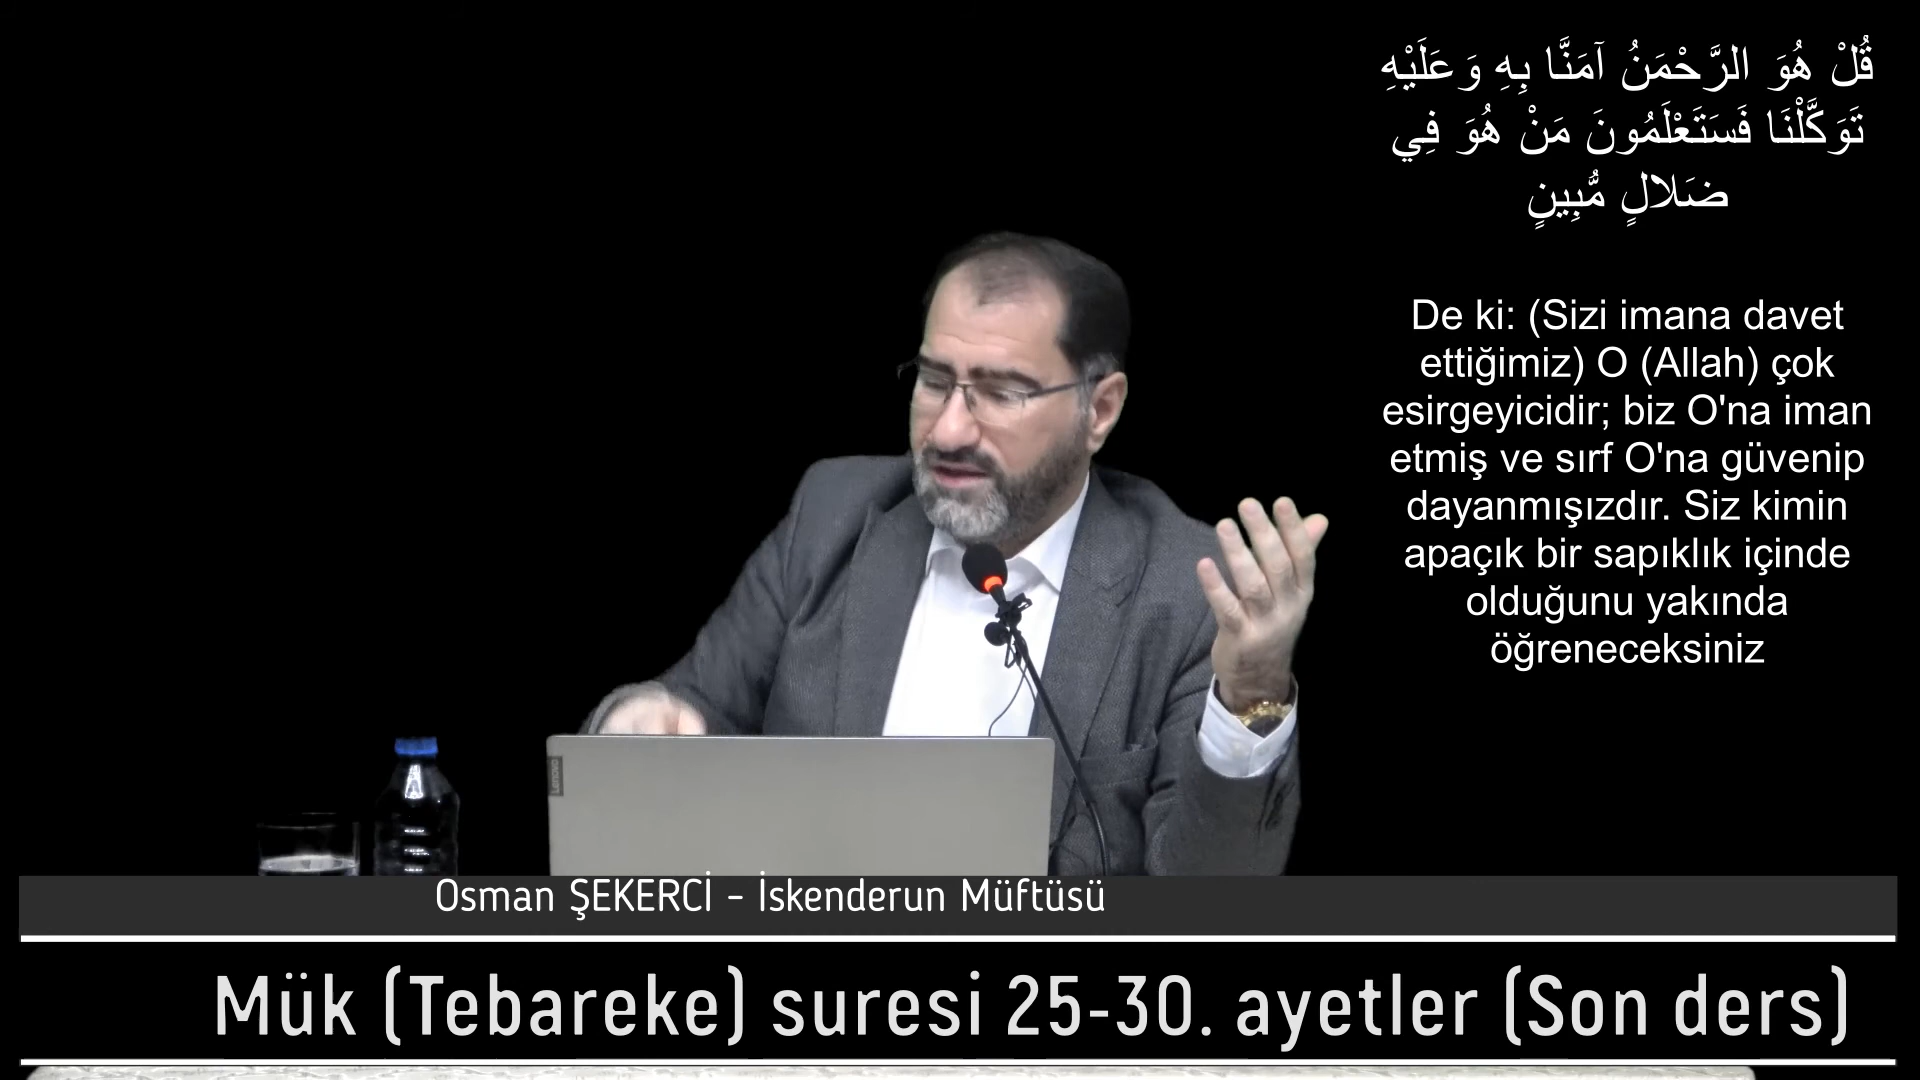 قُلْ هُوَ الرَّحْمَنُ آمَنَّا بِهِ وَعَلَيْهِ
تَوَكَّلْنَا فَسَتَعْلَمُونَ مَنْ هُوَ فِي
ضَلالٍ مُّبِينٍ
De ki: (Sizi imana davet
ettiğimiz) O (Allah) çok
esirgeyicidir; biz O'na iman
etmiş ve sırf O'na güvenip
dayanmışızdır. Siz kimin
apaçık bir sapıklık içinde
olduğunu yakında
öğreneceksiniz
Lenovo
Osman ŞEKERCİ - İskenderun Müftüsü
Mük (Tebareke) suresi 25-30. ayetler (Son ders)